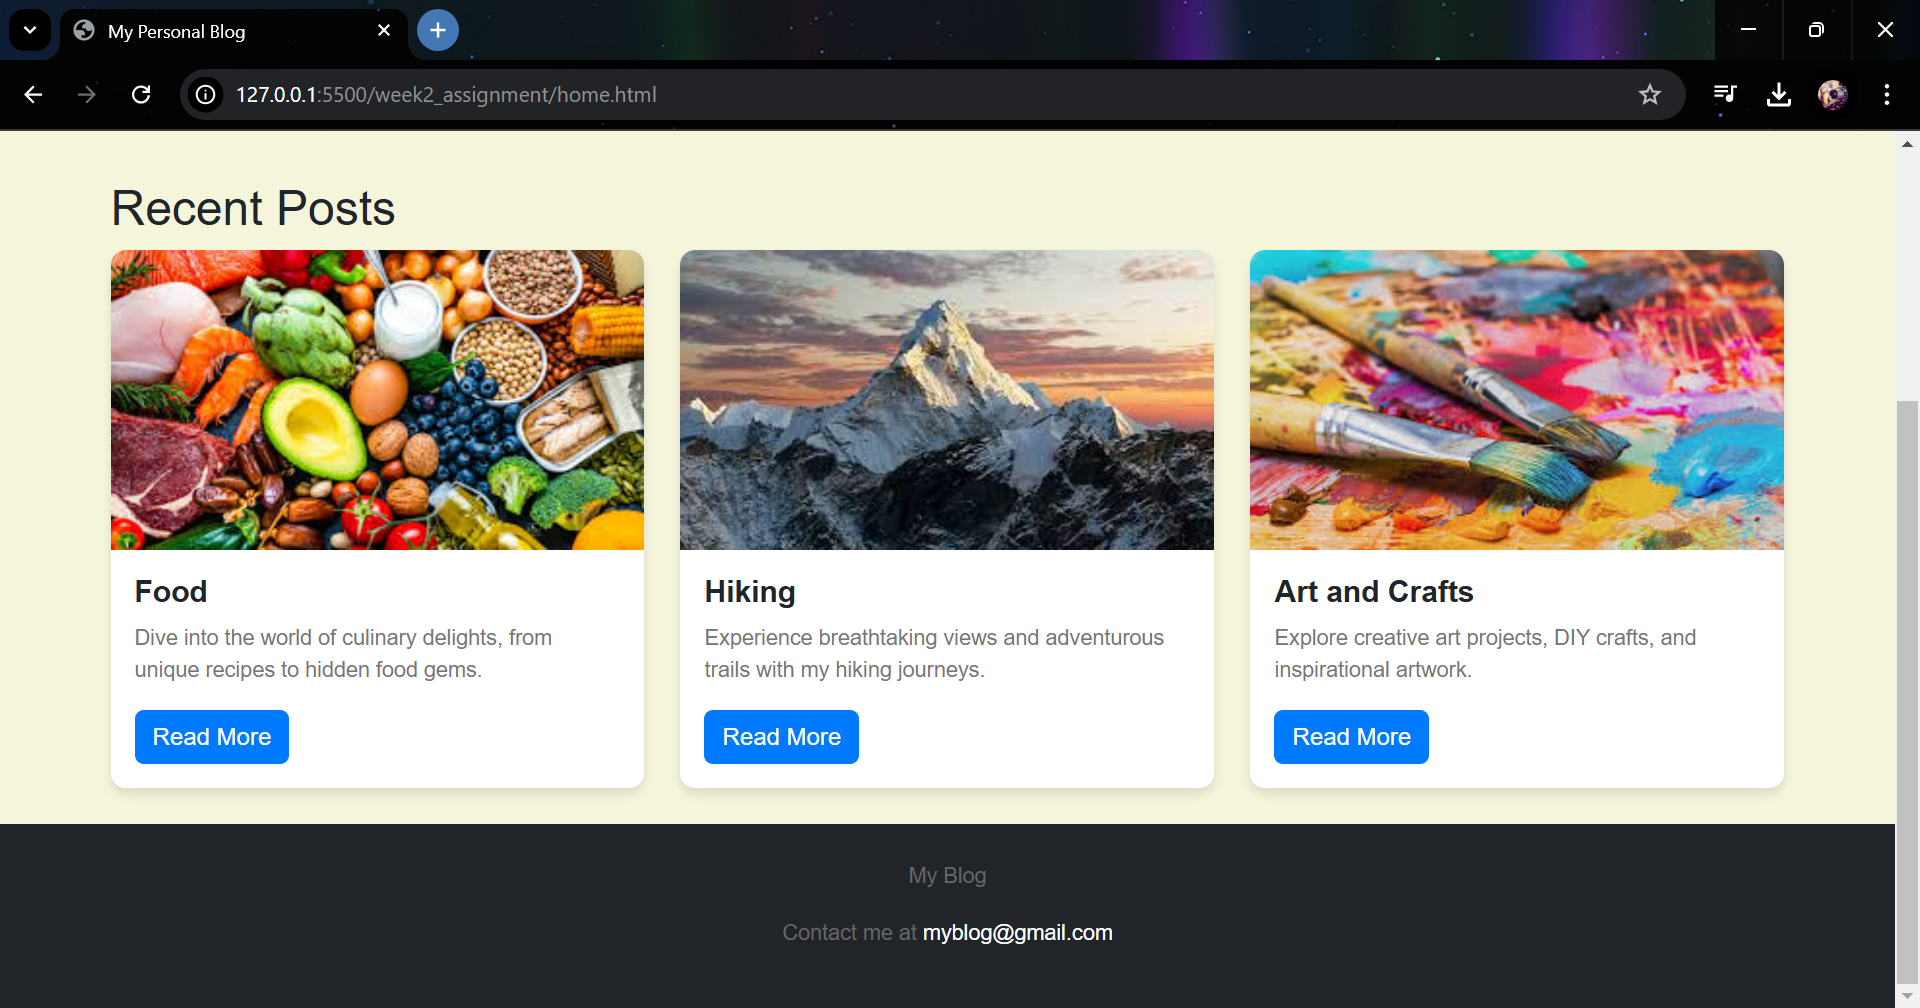 My Personal Blog
127.0.0.1:5500/week2_assignment/home.html
Recent Posts
Food
Dive into the world of culinary delights, from
unique recipes to hidden food gems.
Read More
Hiking
Experience breathtaking views and adventurous
trails with my hiking journeys.
Read More
Art and Crafts
Explore creative art projects, DIY crafts, and
inspirational artwork.
Read More
My Blog
Contact me at myblog@gmail.com